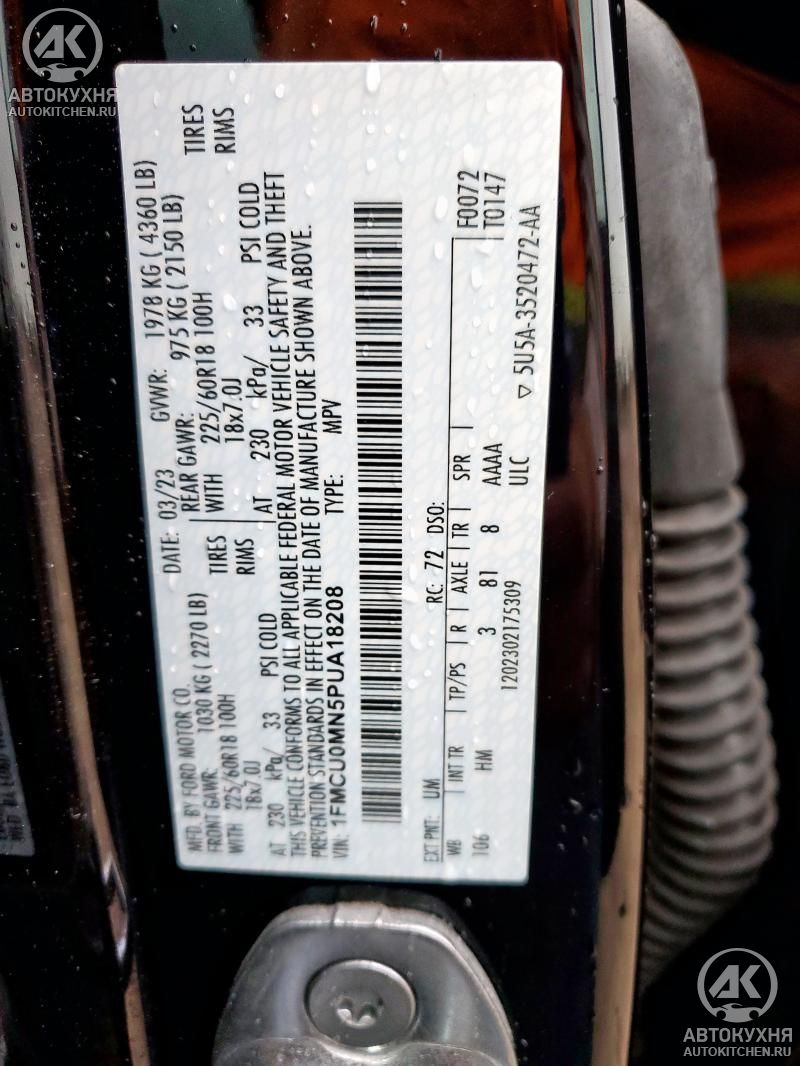 АК
АВТОКУХНЯ
AUTOKITCHEN.RU
MFD. BY FORD MOTOR CO. DATE: 03/23 GVWR: 1978 KG ( 4360 LB)
FRONT GAWR: 1030 KG ( 2270 LB) REAR GAWR: 975 KG ( 2150 LB)
WITH 225/60R18 100H TIRES WITH 225/60R18 100H TIRES
18x7.0J RIMS 18x7.0J RIMS
AT 230 kPa/ 33 PSI COLD AT 230 kPa/ 33 PSI COLD
THIS VEHICLE CONFORMS TO ALL APPLICABLE FEDERAL MOTOR VEHICLE SAFETY AND THEFT
PREVENTION STANDARDS IN EFFECT ON THE DATE OF MANUFACTURE SHOWN ABOVE.
VIN: 1FMCU0MN5PUA18208 TYPE: MPV
EXT PNT: UM RC: 72 DSO:
WB INT TR TP/PS R AXLE TR SPR F0072
106 HM 3 81 8 AAAA T0147
1202302175309 ULC
▽ 5U5A-3520472-AA
АК
АВТОКУХНЯ
AUTOKITCHEN.RU